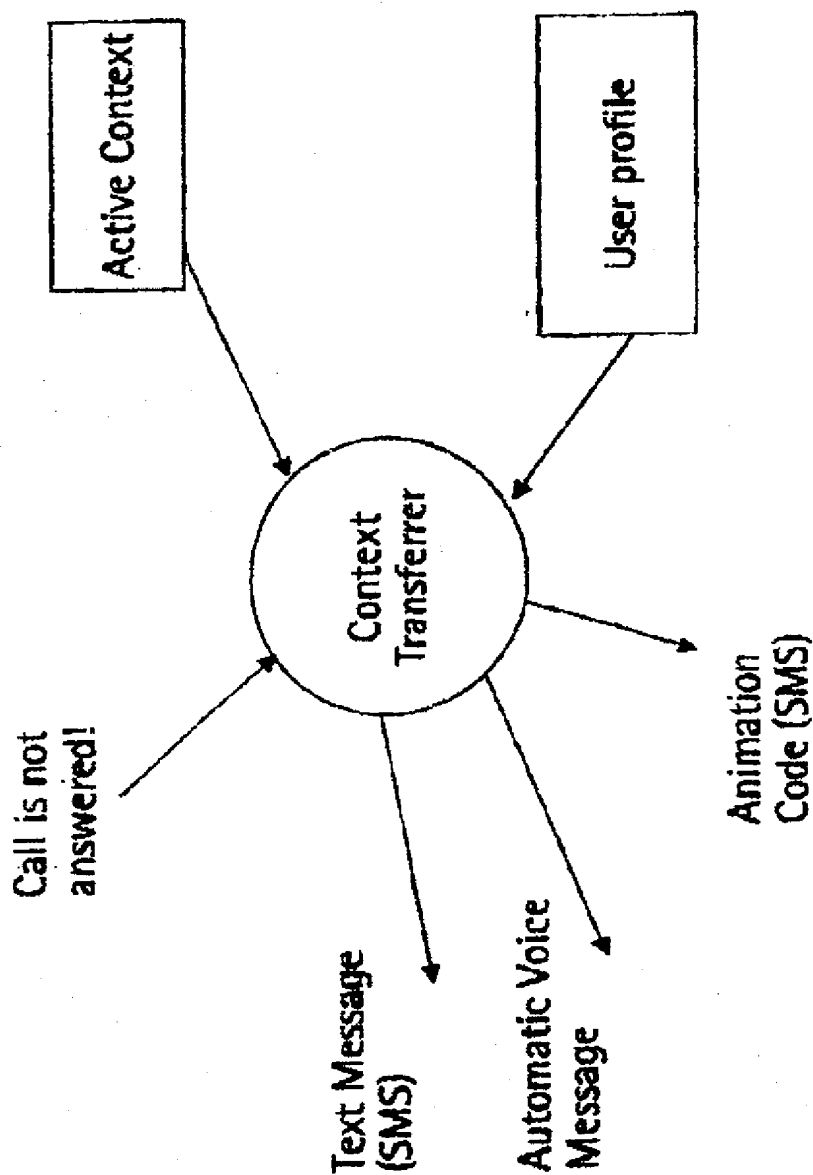 Call is not
answered!
Active Context
Context
Transferrer
User profile
Text Message
(SMS)
Automatic Voice
Message
Animation
Code (SMS)